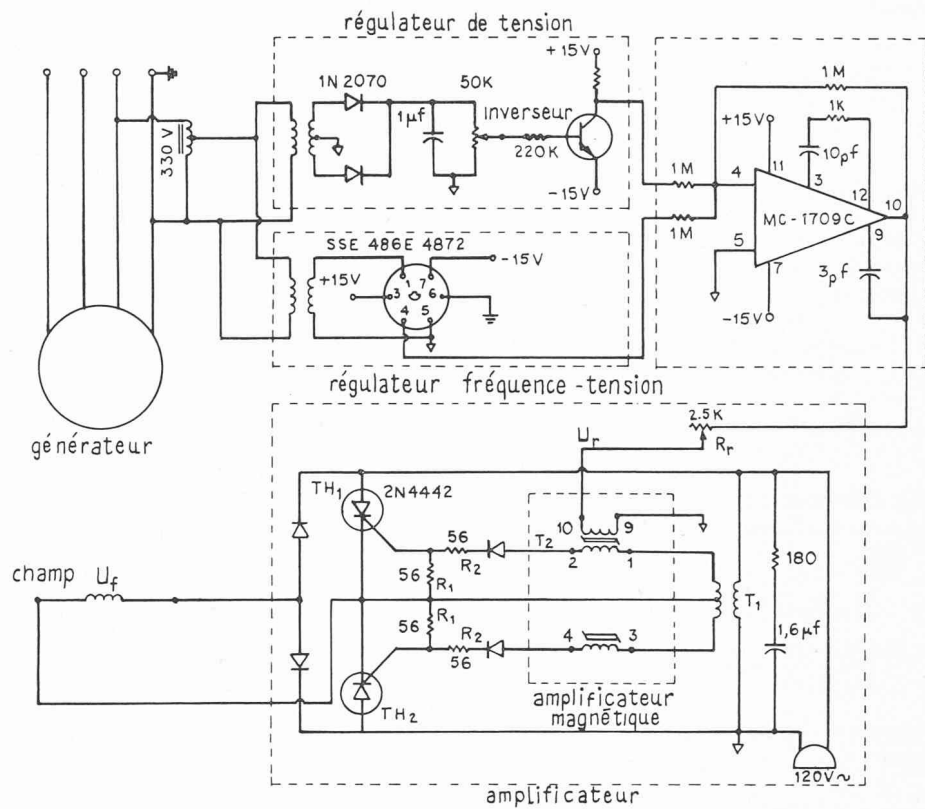 régulateur de tension
+15V
1N 2070
50K
1M
330 V
1µf
inverseur
220K
-15V
1K
+15V
10pf
11
1M
4
3
12
10
MC-1709C
1M
5
9
7
3pf
-15V
SSE 486E 4872
+15V
-15V
1
7
3
6
4
5
régulateur fréquence-tension
générateur
2.5K
Ur
Rr
TH1
2N4442
10
9
56
T2
R2
2
1
180
champ
Uf
56
R1
T1
R1
56
R2
4
3
1,6µf
56
TH2
amplificateur
magnétique
120V~
amplificateur